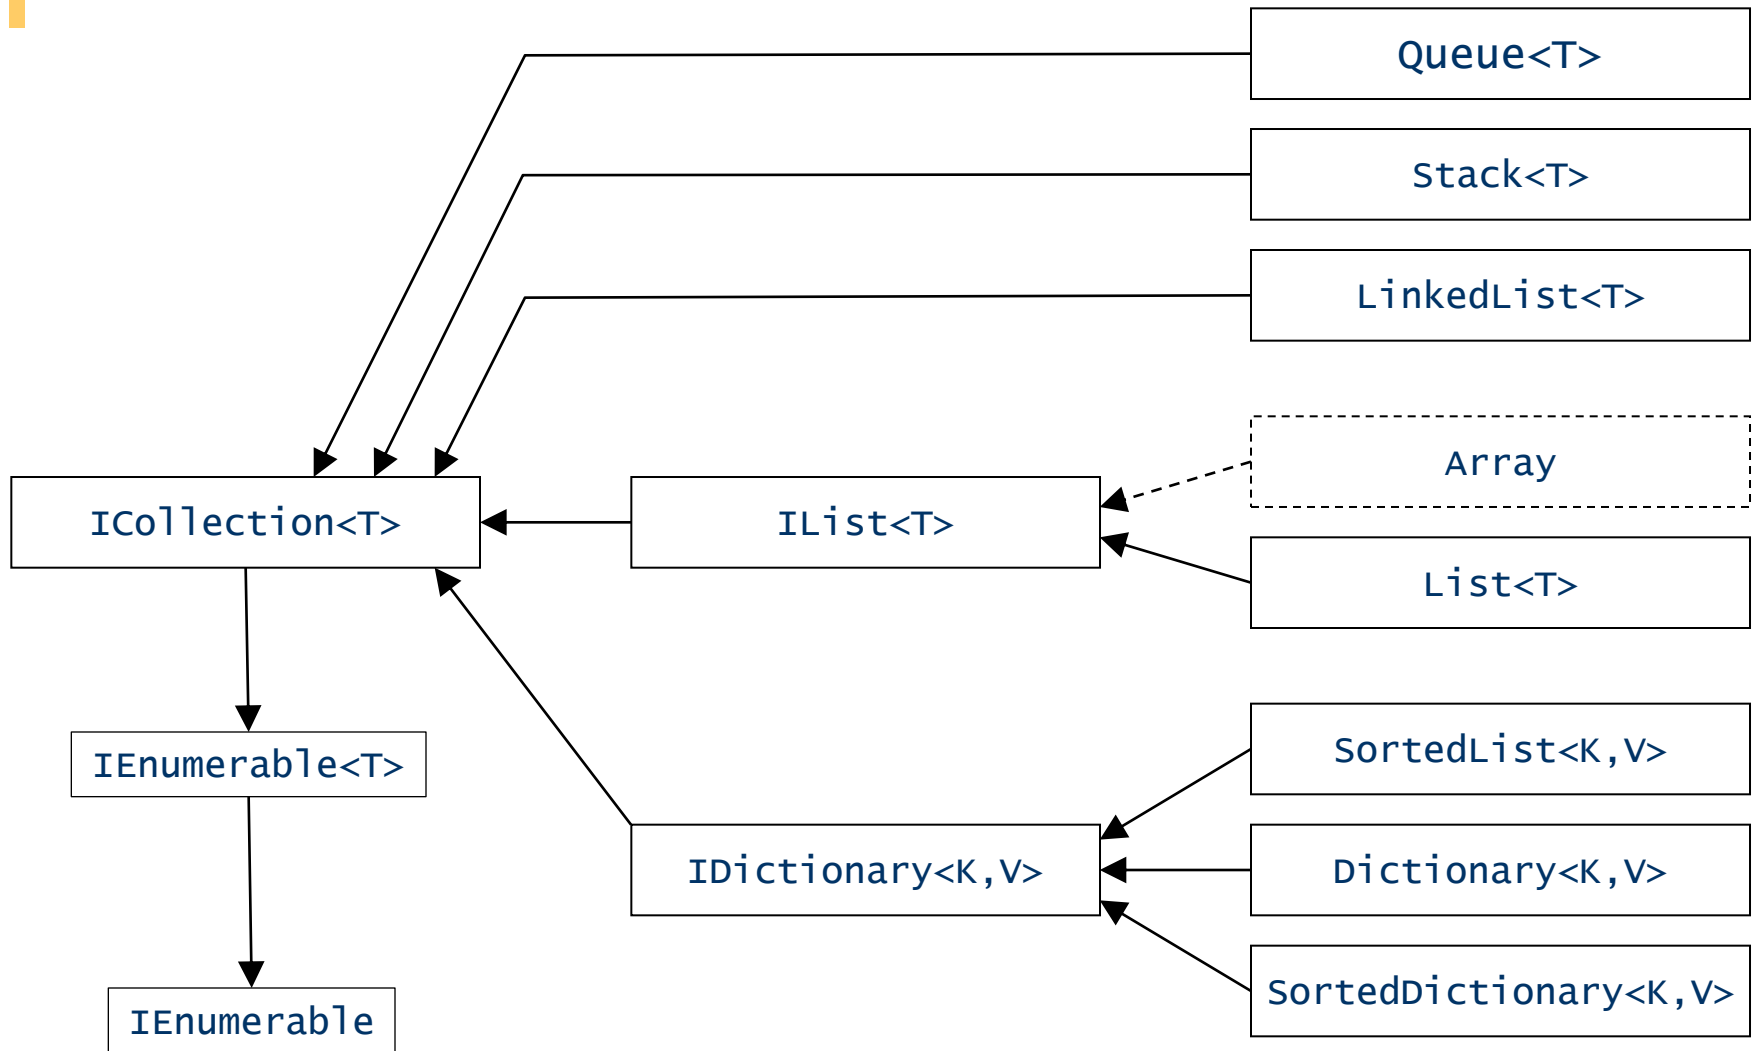 Queue<T>
Stack<T>
LinkedList<T>
Array
ICollection<T>
IList<T>
List<T>
IEnumerable<T>
SortedList<K,V>
IDictionary<K,V>
Dictionary<K,V>
SortedDictionary<K,V>
IEnumerable